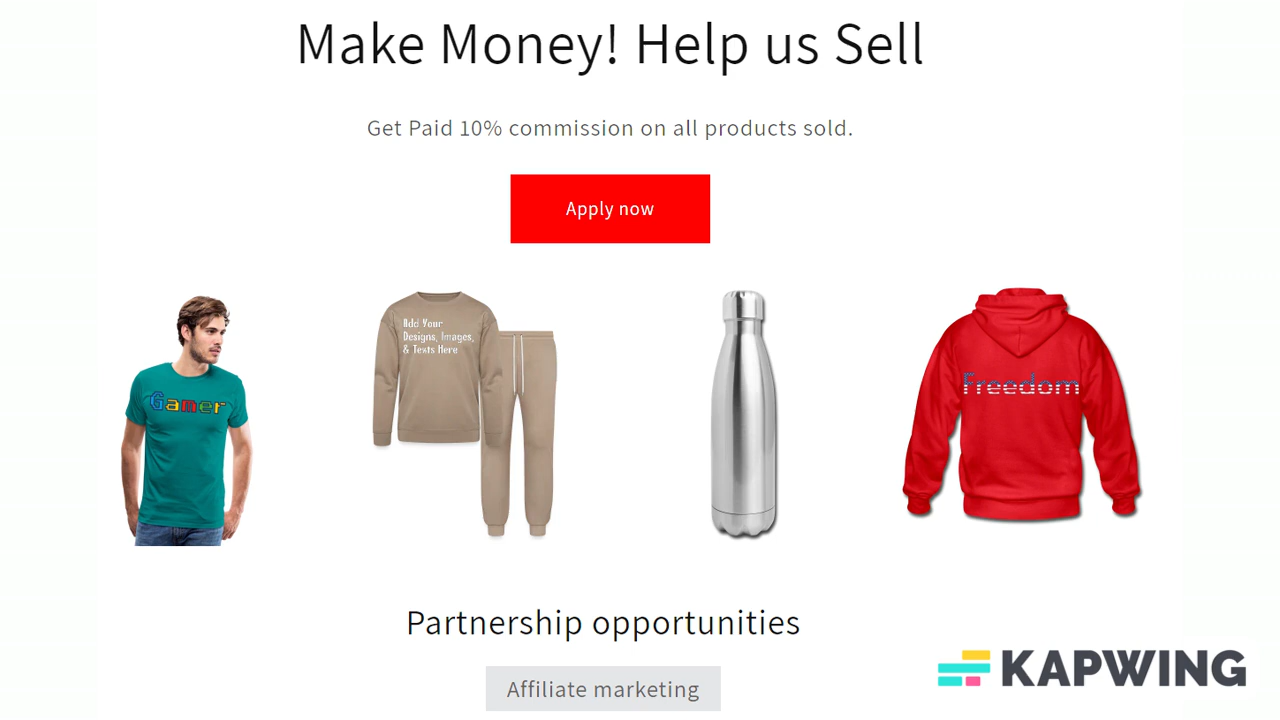 Make Money! Help us Sell
Get Paid 10% commission on all products sold.
Apply now
Gamer
Add Your
Designs, Images,
& Texts Here
Freedom
Partnership opportunities
KAPWING
Affiliate marketing